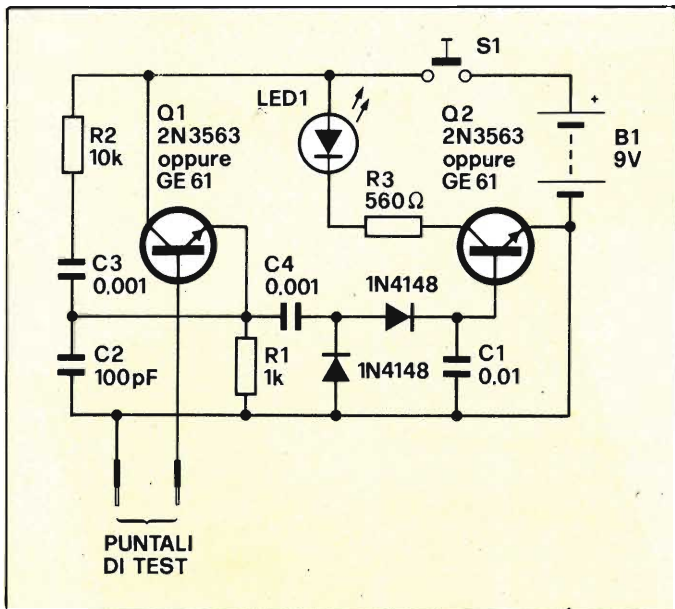 S1
LED1
Q1
2N3563
oppure
GE 61
Q2
2N3563
oppure
GE 61
+
B1
9V
R2
10k
R3
560Ω
C3
0.001
C4
0.001
1N4148
C2
100pF
R1
1k
1N4148
C1
0.01
PUNTALI
DI TEST